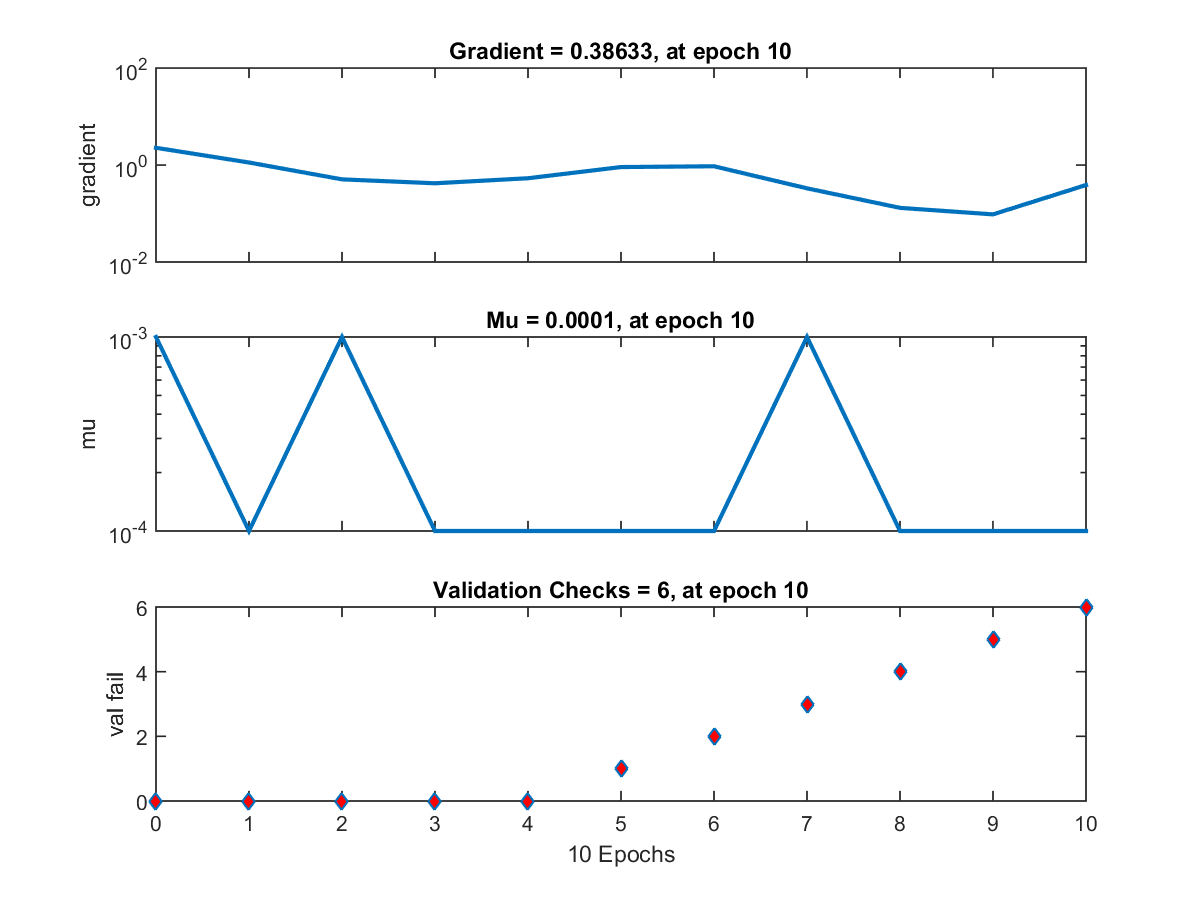 Gradient = 0.38633, at epoch 10
10^2
10^0
10^-2
gradient
Mu = 0.0001, at epoch 10
10^-3
10^-4
mu
Validation Checks = 6, at epoch 10
6
4
2
0
val fail
0 1 2 3 4 5 6 7 8 9 10
10 Epochs